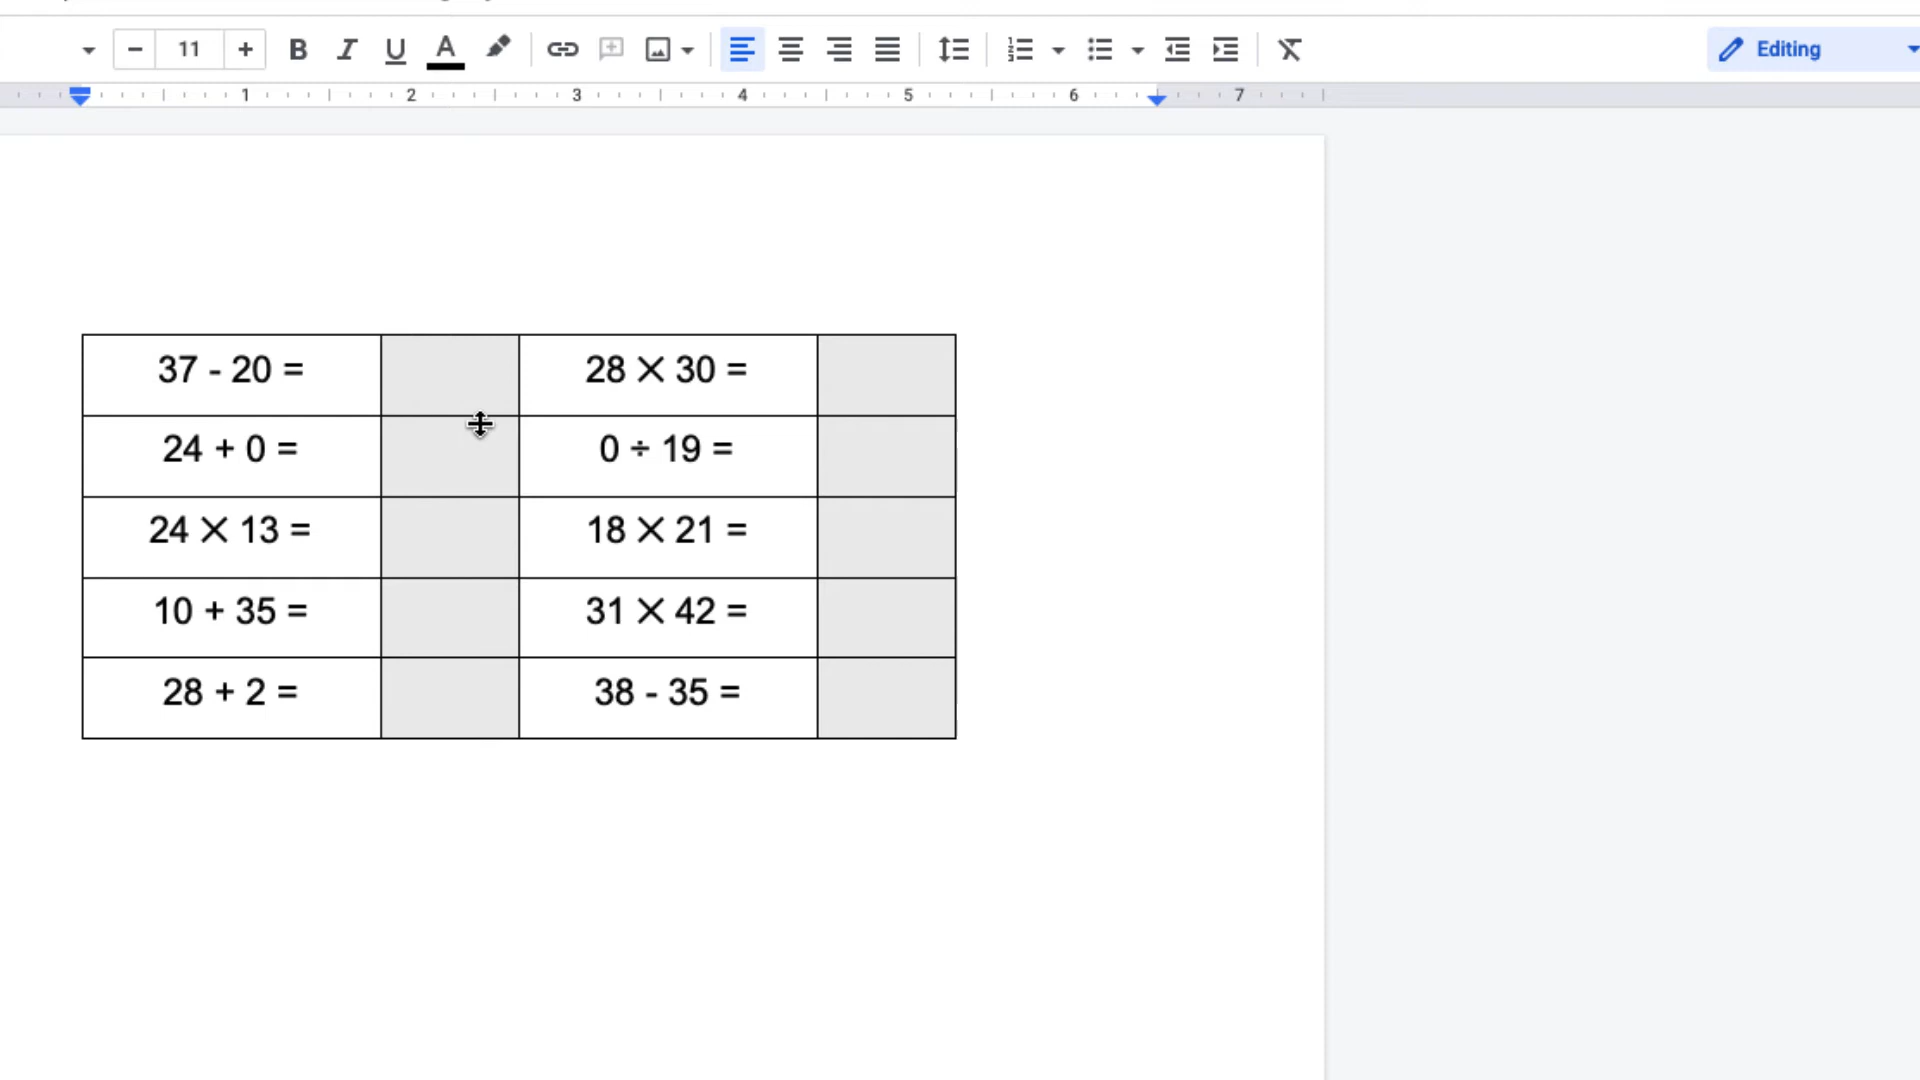 11 B I U A Editing
1 2 3 4 5 6 7
37 - 20 = 28 × 30 =
24 + 0 = 0 ÷ 19 =
24 × 13 = 18 × 21 =
10 + 35 = 31 × 42 =
28 + 2 = 38 - 35 =